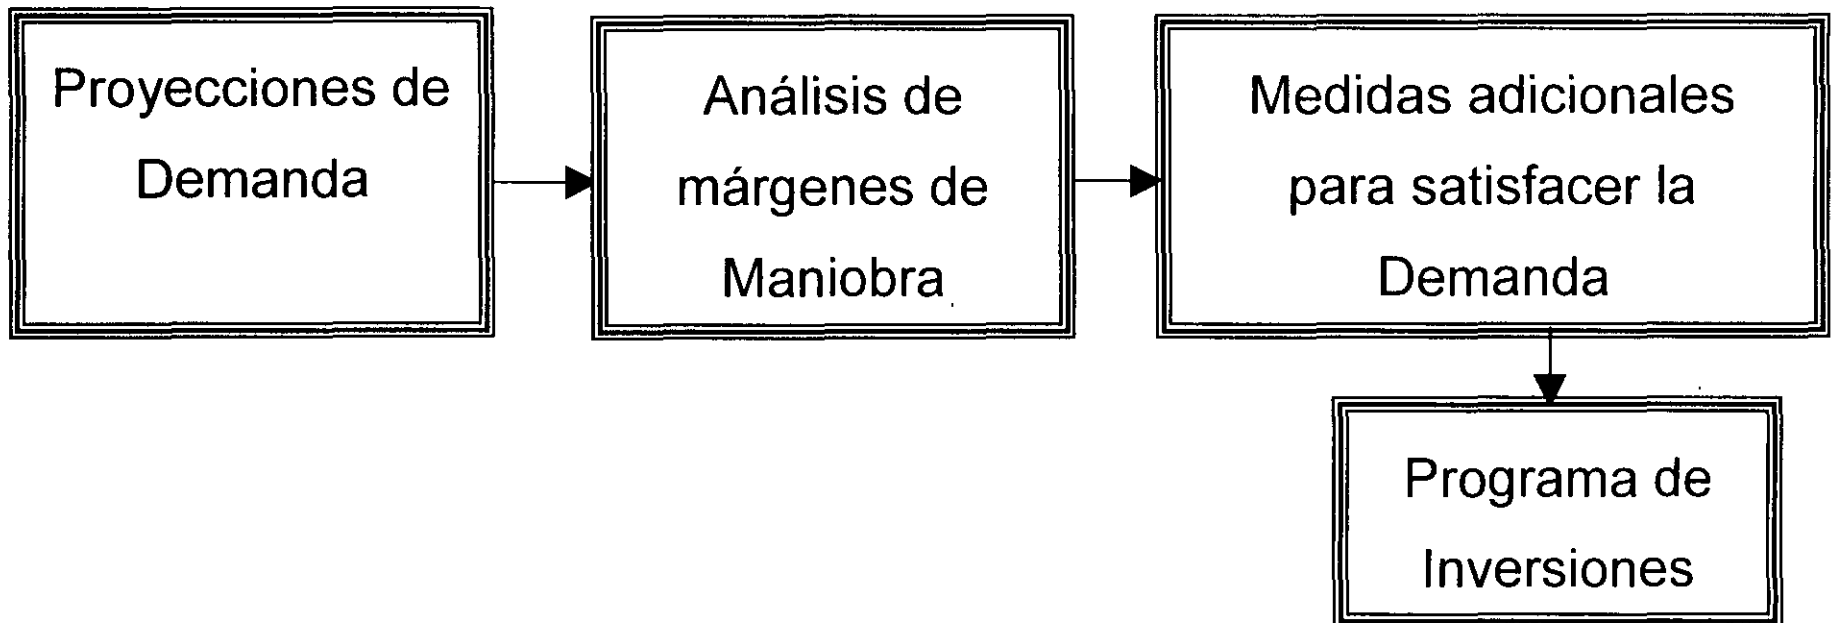 Proyecciones de
Demanda
Análisis de
márgenes de
Maniobra
Medidas adicionales
para satisfacer la
Demanda
Programa de
Inversiones